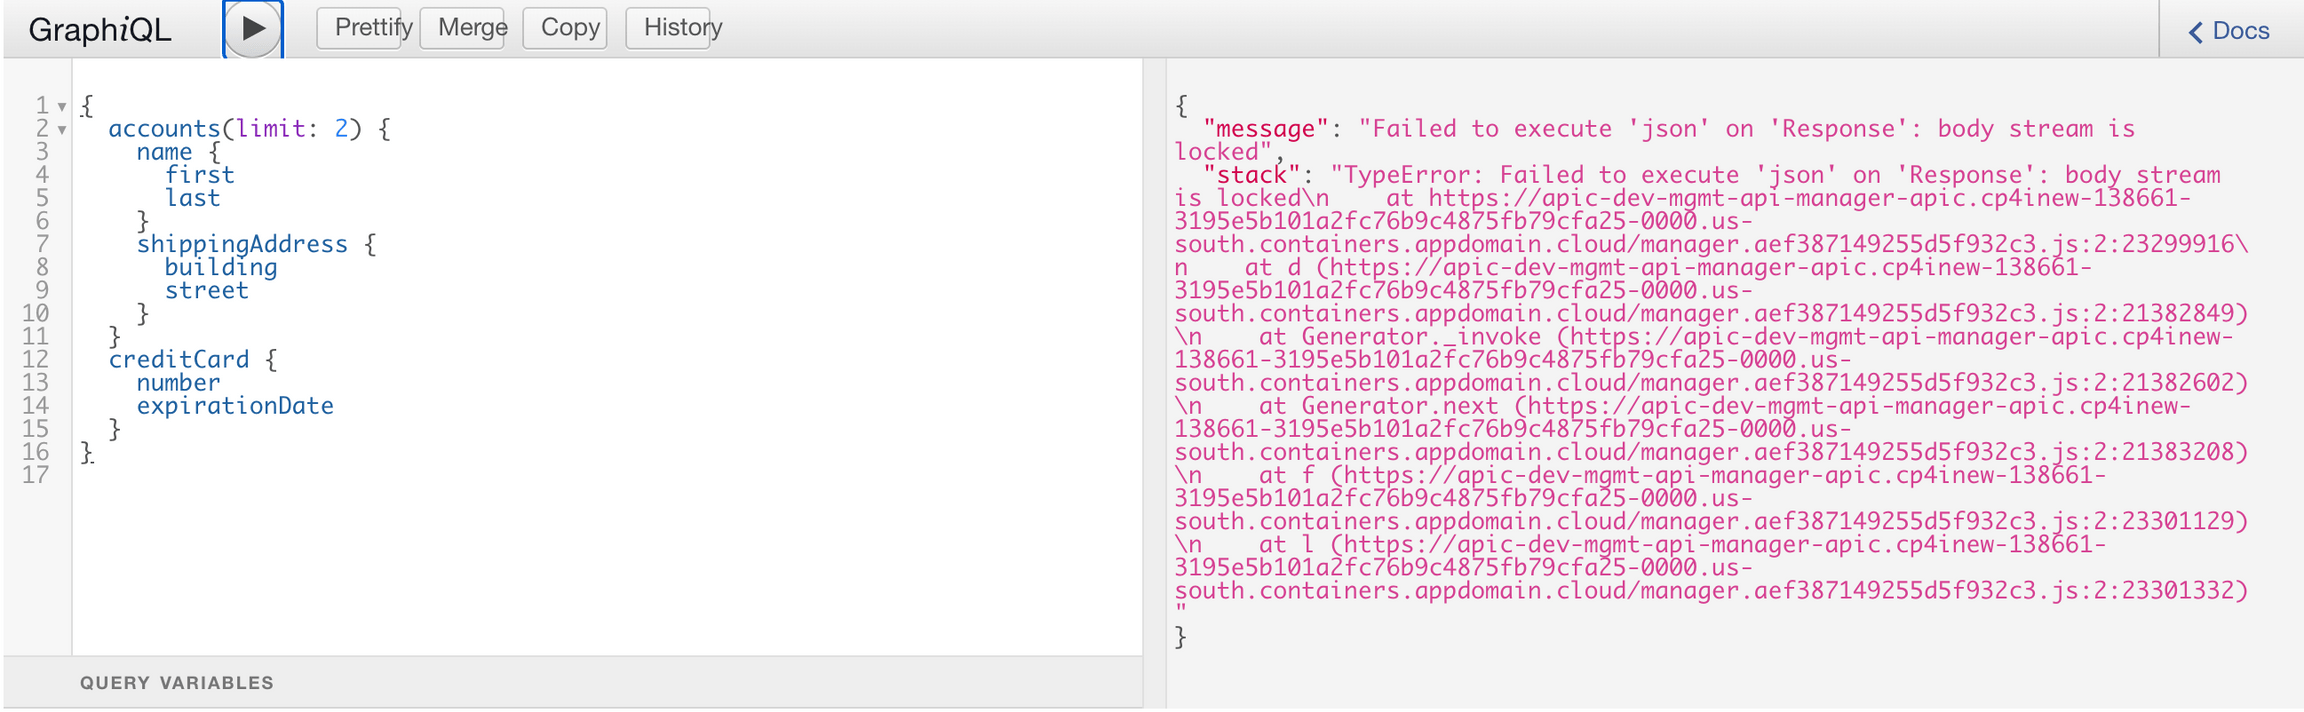 GraphiQL
Prettify Merge Copy History
Docs
1 {
2 accounts(limit: 2) {
3 name {
4 first
5 last
6 }
7 shippingAddress {
8 building
9 street
10 }
11 }
12 creditCard {
13 number
14 expirationDate
15 }
16 }
17
QUERY VARIABLES
{
"message": "Failed to execute 'json' on 'Response': body stream is
locked",
"stack": "TypeError: Failed to execute 'json' on 'Response': body stream
is locked\n    at https://apic-dev-mgmt-api-manager-apic.cp4inew-138661-
3195e5b101a2fc76b9c4875fb79cfa25-0000.us-
south.containers.appdomain.cloud/manager.aef387149255d5f932c3.js:2:23299916\
n    at d (https://apic-dev-mgmt-api-manager-apic.cp4inew-138661-
3195e5b101a2fc76b9c4875fb79cfa25-0000.us-
south.containers.appdomain.cloud/manager.aef387149255d5f932c3.js:2:21382849)
\n    at Generator._invoke (https://apic-dev-mgmt-api-manager-apic.cp4inew-
138661-3195e5b101a2fc76b9c4875fb79cfa25-0000.us-
south.containers.appdomain.cloud/manager.aef387149255d5f932c3.js:2:21382602)
\n    at Generator.next (https://apic-dev-mgmt-api-manager-apic.cp4inew-
138661-3195e5b101a2fc76b9c4875fb79cfa25-0000.us-
south.containers.appdomain.cloud/manager.aef387149255d5f932c3.js:2:21383208)
\n    at f (https://apic-dev-mgmt-api-manager-apic.cp4inew-138661-
3195e5b101a2fc76b9c4875fb79cfa25-0000.us-
south.containers.appdomain.cloud/manager.aef387149255d5f932c3.js:2:23301129)
\n    at l (https://apic-dev-mgmt-api-manager-apic.cp4inew-138661-
3195e5b101a2fc76b9c4875fb79cfa25-0000.us-
south.containers.appdomain.cloud/manager.aef387149255d5f932c3.js:2:23301332)
"
}